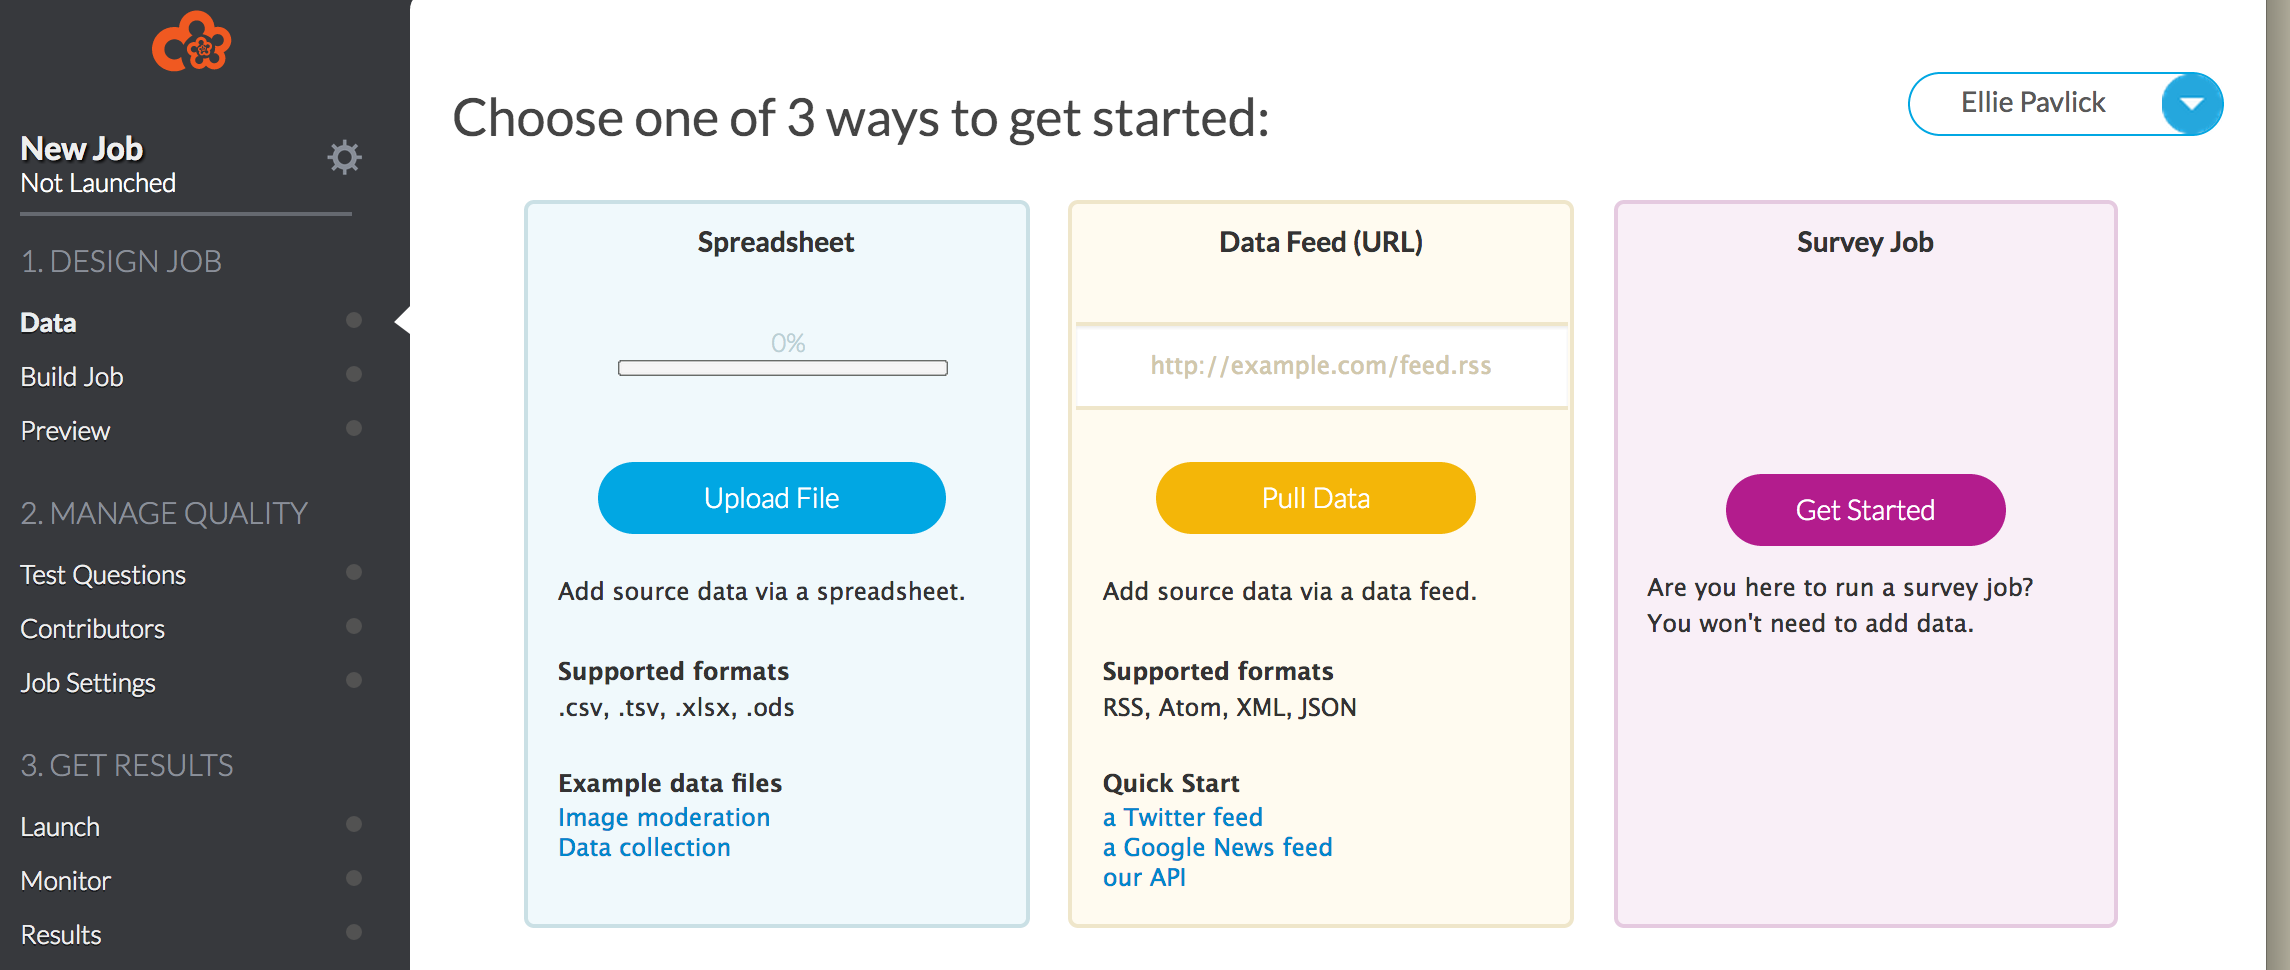 New Job
Not Launched
1. DESIGN JOB
Data
Build Job
Preview
2. MANAGE QUALITY
Test Questions
Contributors
Job Settings
3. GET RESULTS
Launch
Monitor
Results
Choose one of 3 ways to get started:
Ellie Pavlick
Spreadsheet
0%
Upload File
Add source data via a spreadsheet.
Supported formats
.csv, .tsv, .xlsx, .ods
Example data files
Image moderation
Data collection
Data Feed (URL)
http://example.com/feed.rss
Pull Data
Add source data via a data feed.
Supported formats
RSS, Atom, XML, JSON
Quick Start
a Twitter feed
a Google News feed
our API
Survey Job
Get Started
Are you here to run a survey job?
You won't need to add data.